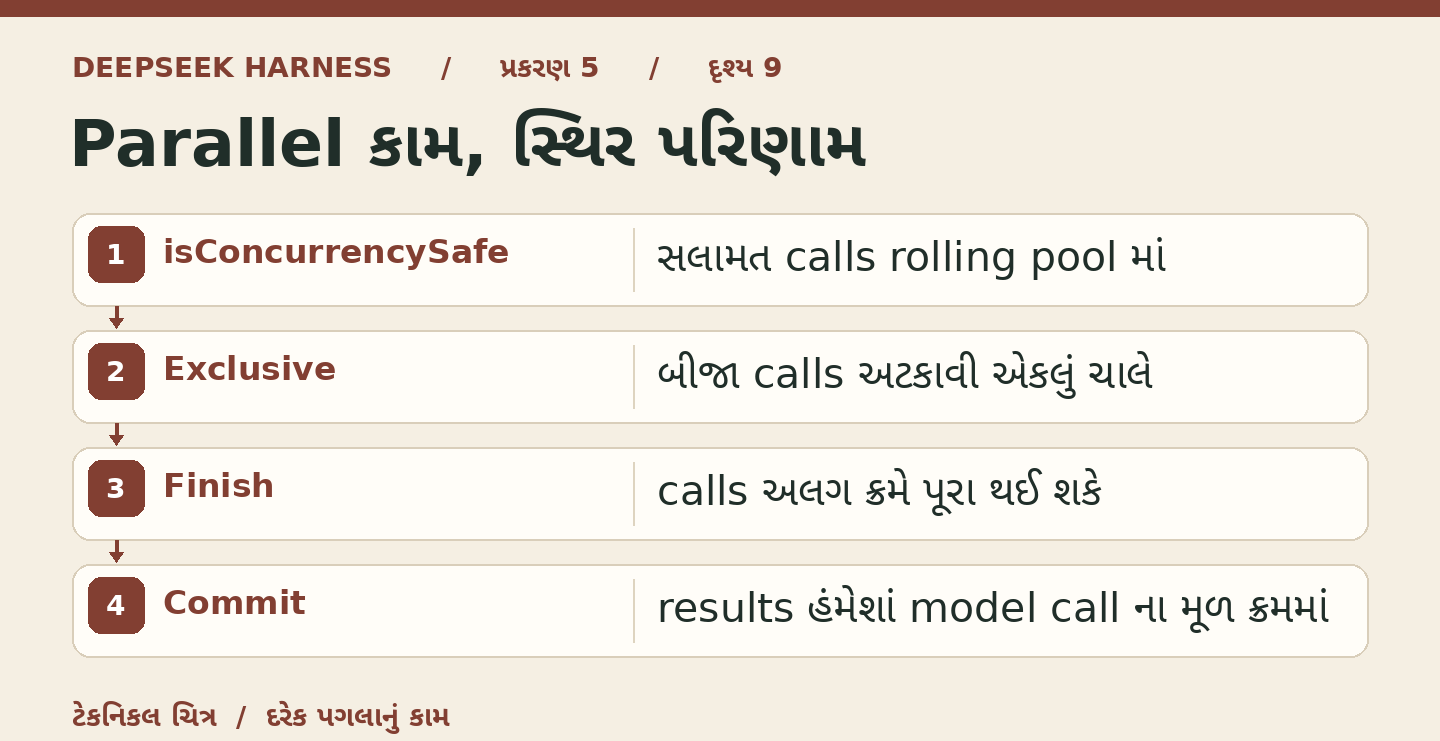 DEEPSEEK HARNESS / પ્રકરણ 5 / દૃશ્ય 9
Parallel કામ, સ્થિર પરિણામ
1 isConcurrencySafe સલામત calls rolling pool માં
2 Exclusive બીજા calls અટકાવી એકલું ચાલે
3 Finish calls અલગ ક્રમે પૂરા થઈ શકે
4 Commit results હંમેશાં model call ના મૂળ ક્રમમાં
ટેકનિકલ ચિત્ર / દરેક પગલાનું કામ